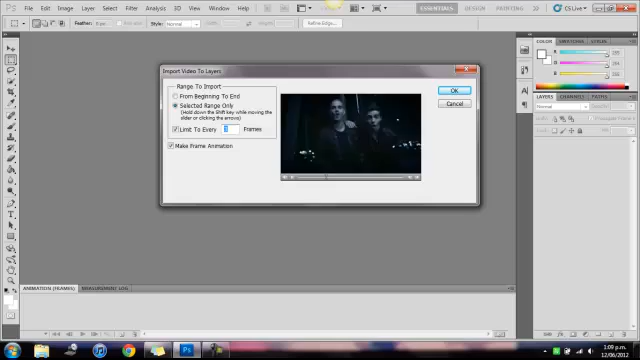 Ps
File Edit Image Layer Select Filter Analysis 3D View Window Help
ESSENTIALS DESIGN PAINTING
CS Live
Feather:
Style: Normal
Refine Edge...
Import Video To Layers
Range To Import
From Beginning To End
Selected Range Only
(Hold down the Shift key while moving the
slider or clicking the arrows)
Limit To Every
Frames
Make Frame Animation
OK
Cancel
COLOR STYLES
R
G
B
LAYERS CHANNELS PATHS
Normal
ANIMATION (FRAMES) MEASUREMENT LOG
Ps
1:09 p.m.
12/06/2012